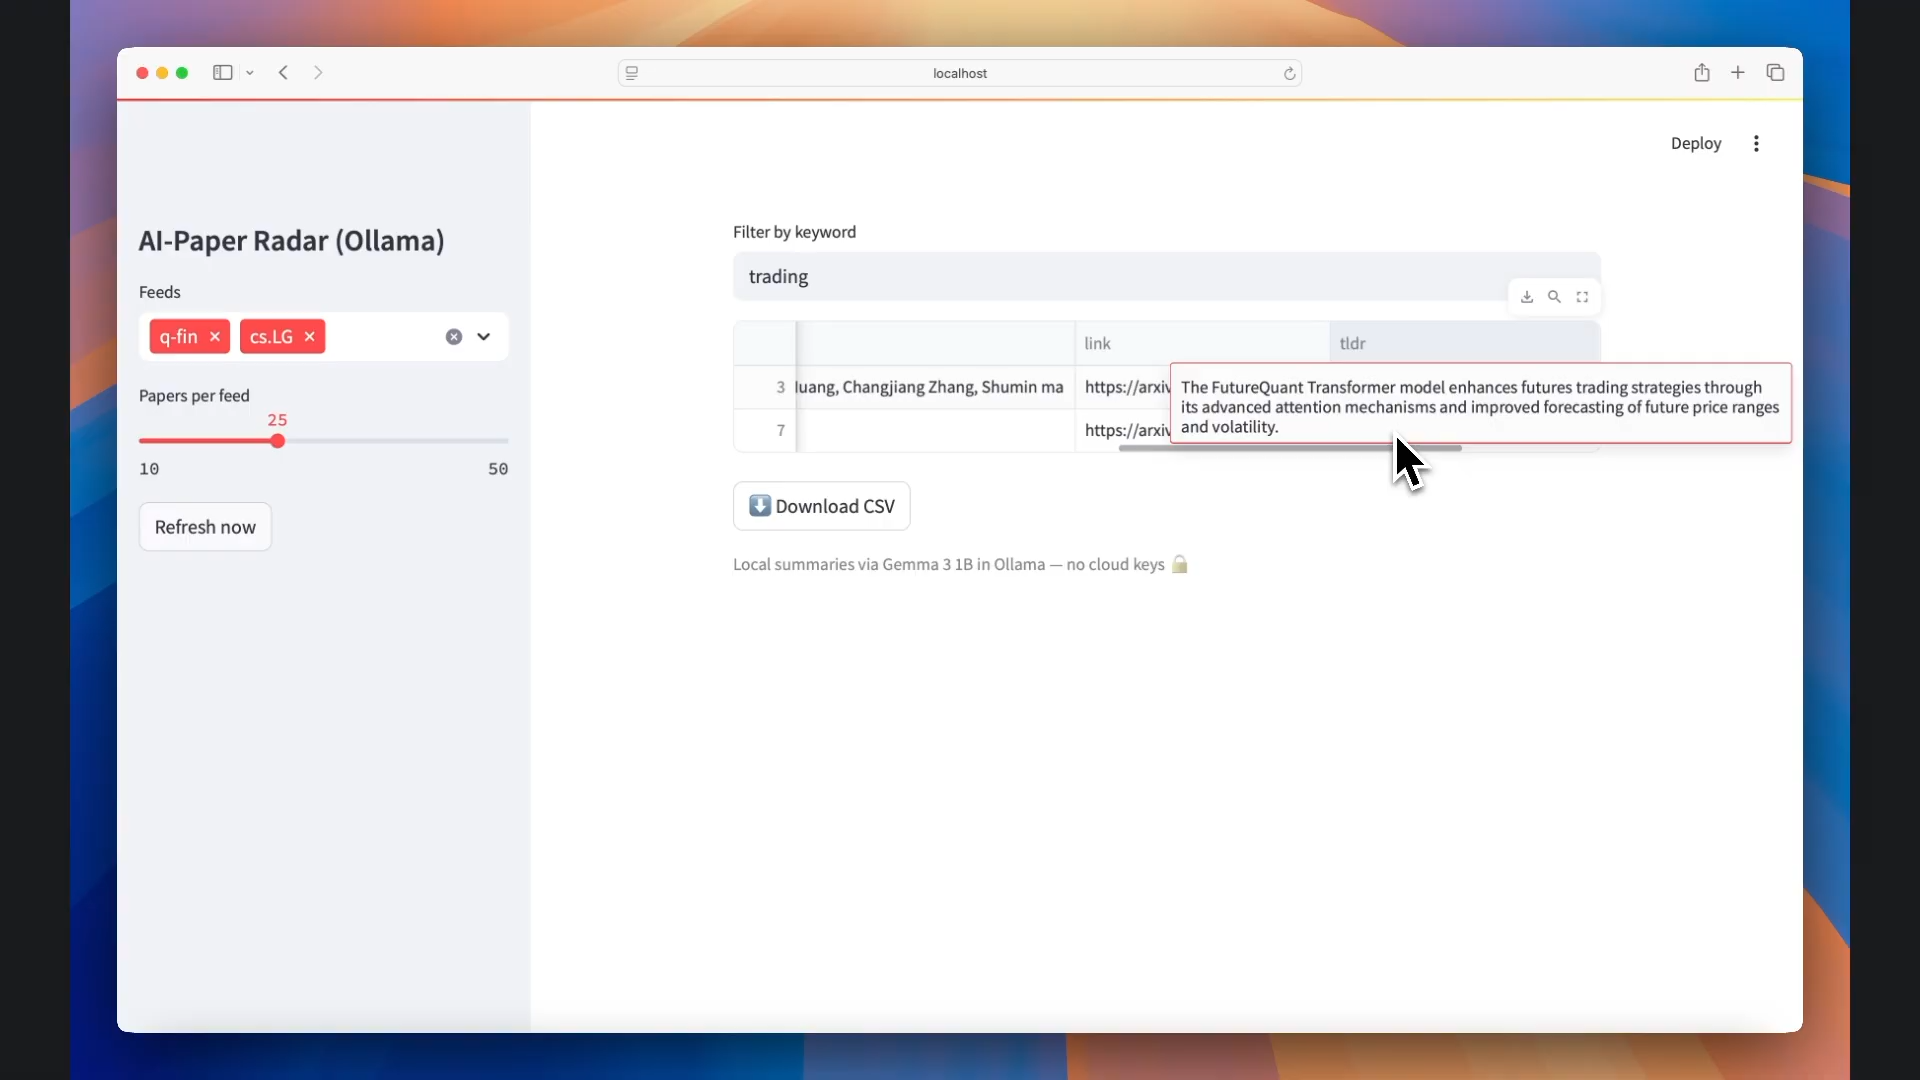 localhost
Deploy
AI-Paper Radar (Ollama)
Feeds
q-fin
cs.LG
Papers per feed
25
10
50
Refresh now
Filter by keyword
trading
link
tldr
3
Changjiang Zhang, Shumin ma
https://arxiv
The FutureQuant Transformer model enhances futures trading strategies through
its advanced attention mechanisms and improved forecasting of future price ranges
and volatility.
7
https://arxiv
Download CSV
Local summaries via Gemma 3 1B in Ollama — no cloud keys